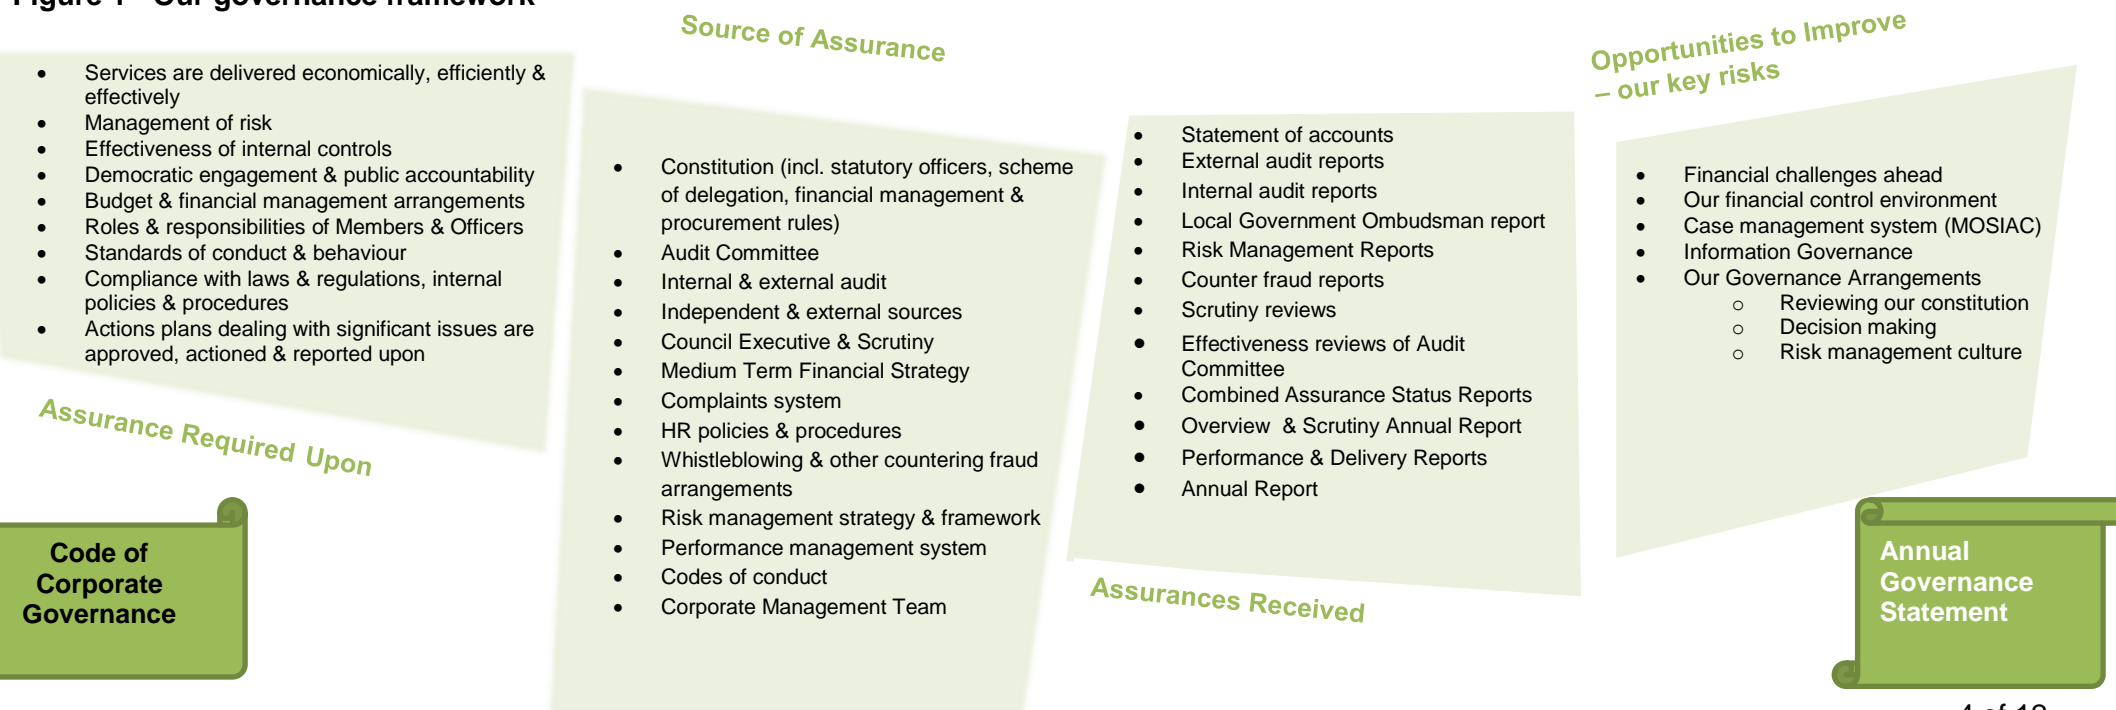 Figure 1 - Our governance framework
• Services are delivered economically, efficiently &
effectively
• Management of risk
• Effectiveness of internal controls
• Democratic engagement & public accountability
• Budget & financial management arrangements
• Roles & responsibilities of Members & Officers
• Standards of conduct & behaviour
• Compliance with laws & regulations, internal
policies & procedures
• Actions plans dealing with significant issues are
approved, actioned & reported upon
Assurance Required Upon
Code of
Corporate
Governance
Source of Assurance
• Constitution (incl. statutory officers, scheme
of delegation, financial management &
procurement rules)
• Audit Committee
• Internal & external audit
• Independent & external sources
• Council Executive & Scrutiny
• Medium Term Financial Strategy
• Complaints system
• HR policies & procedures
• Whistleblowing & other countering fraud
arrangements
• Risk management strategy & framework
• Performance management system
• Codes of conduct
• Corporate Management Team
• Statement of accounts
• External audit reports
• Internal audit reports
• Local Government Ombudsman report
• Risk Management Reports
• Counter fraud reports
• Scrutiny reviews
• Effectiveness reviews of Audit
Committee
• Combined Assurance Status Reports
• Overview & Scrutiny Annual Report
• Performance & Delivery Reports
• Annual Report
Assurances Received
Opportunities to Improve
– our key risks
• Financial challenges ahead
• Our financial control environment
• Case management system (MOSIAC)
• Information Governance
• Our Governance Arrangements
o Reviewing our constitution
o Decision making
o Risk management culture
Annual
Governance
Statement